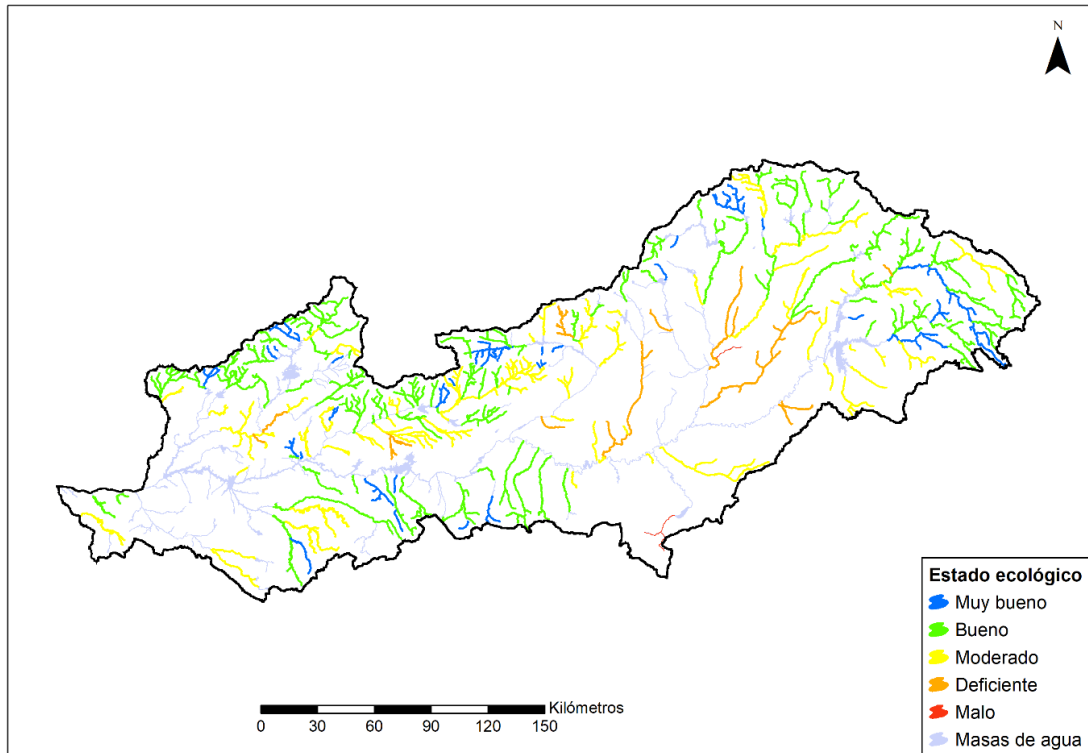 N
Estado ecológico
Muy bueno
Bueno
Moderado
Deficiente
Malo
Masas de agua
Kilómetros
0 30 60 90 120 150